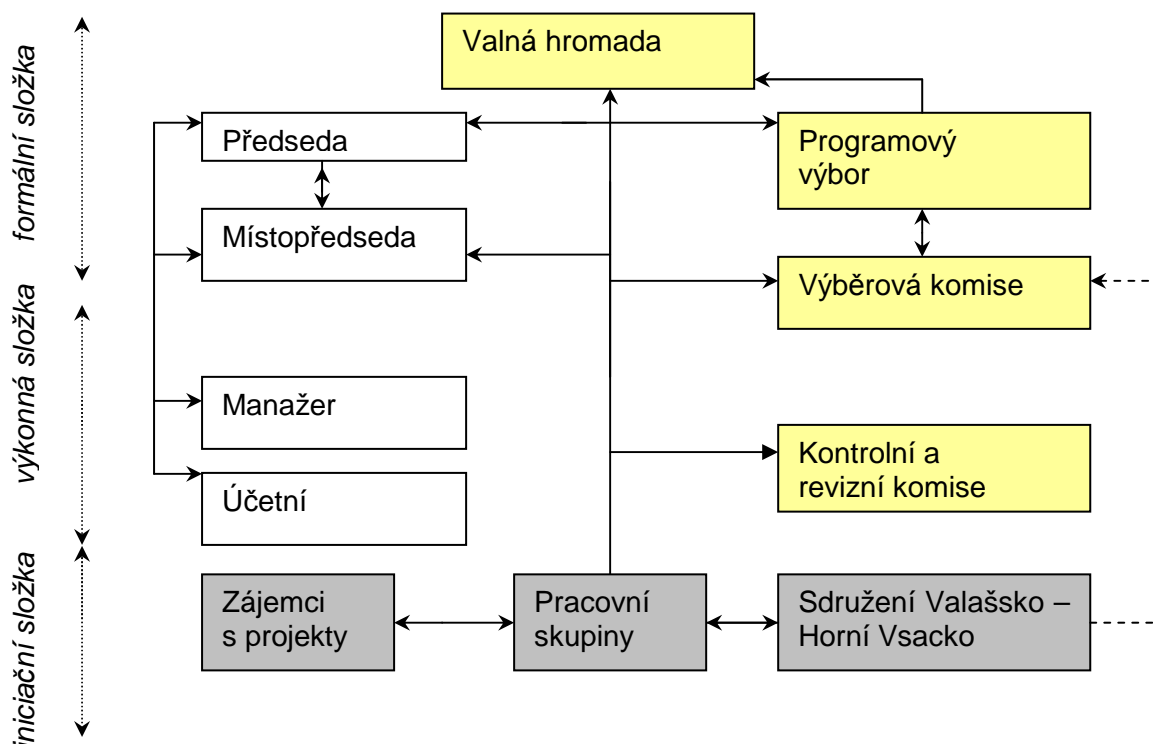 formální složka
výkonná složka
iniciační složka
Valná hromada
Předseda
Programový
výbor
Místopředseda
Výběrová komise
Manažer
Kontrolní a
revizní komise
Účetní
Zájemci
s projekty
Pracovní
skupiny
Sdružení Valašsko –
Horní Vsacko